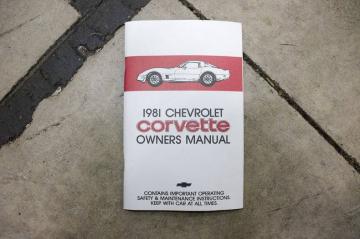 1981 CHEVROLET
corvette
OWNERS MANUAL
CONTAINS IMPORTANT OPERATING
SAFETY & MAINTENANCE INSTRUCTIONS.
KEEP WITH CAR AT ALL TIMES.